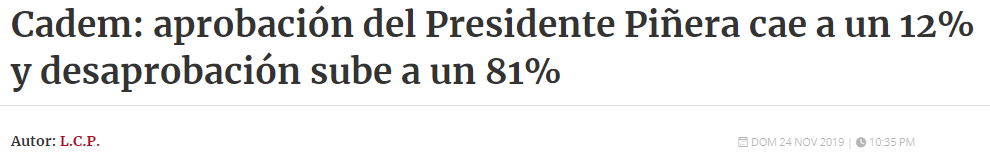 Cadem: aprobación del Presidente Piñera cae a un 12%
y desaprobación sube a un 81%
Autor: L.C.P.
DOM 24 NOV 2019 | 10:35 PM